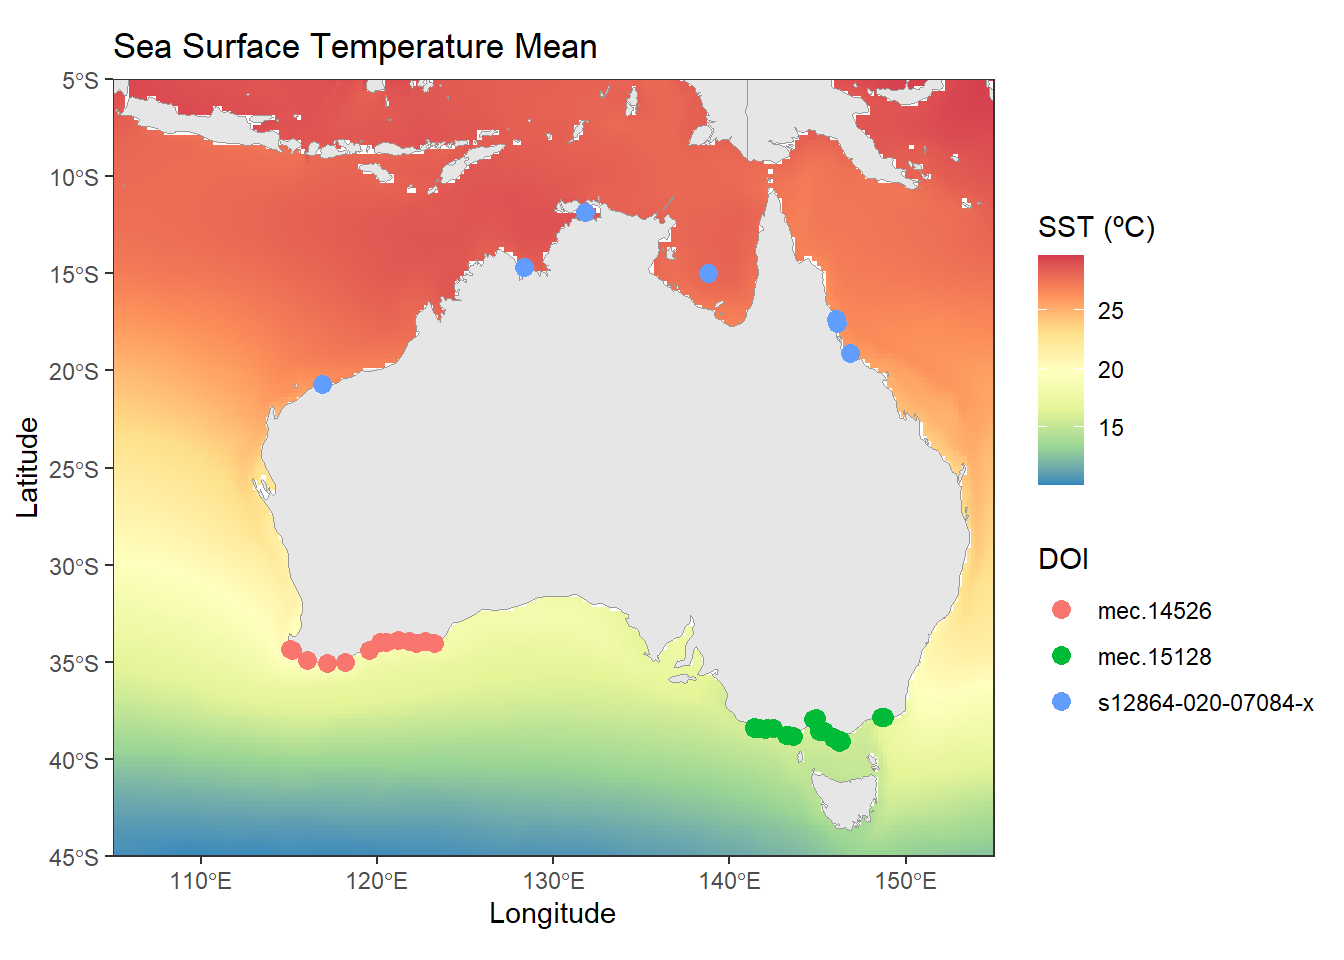 Sea Surface Temperature Mean
5°S
10°S
15°S
20°S
25°S
30°S
35°S
40°S
45°S
Latitude
110°E
120°E
130°E
140°E
150°E
Longitude
SST (ºC)
25
20
15
DOI
mec.14526
mec.15128
s12864-020-07084-x